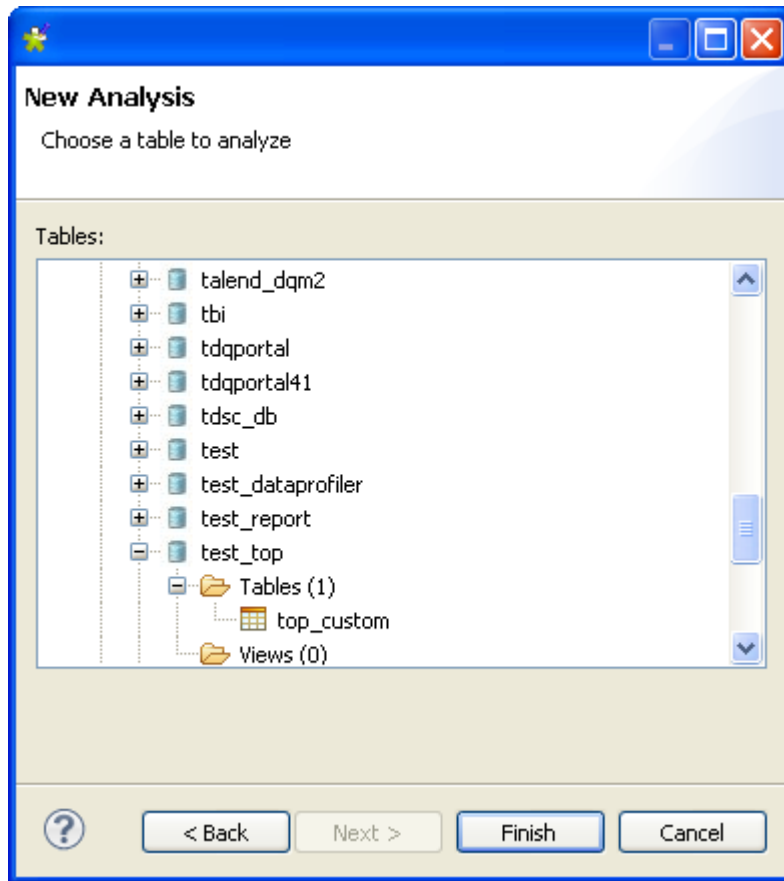 New Analysis
Choose a table to analyze
Tables:
talend_dqm2
tbi
tdqportal
tdqportal41
tdsc_db
test
test_dataprofiler
test_report
test_top
Tables (1)
top_custom
Views (0)
?
< Back Next > Finish Cancel